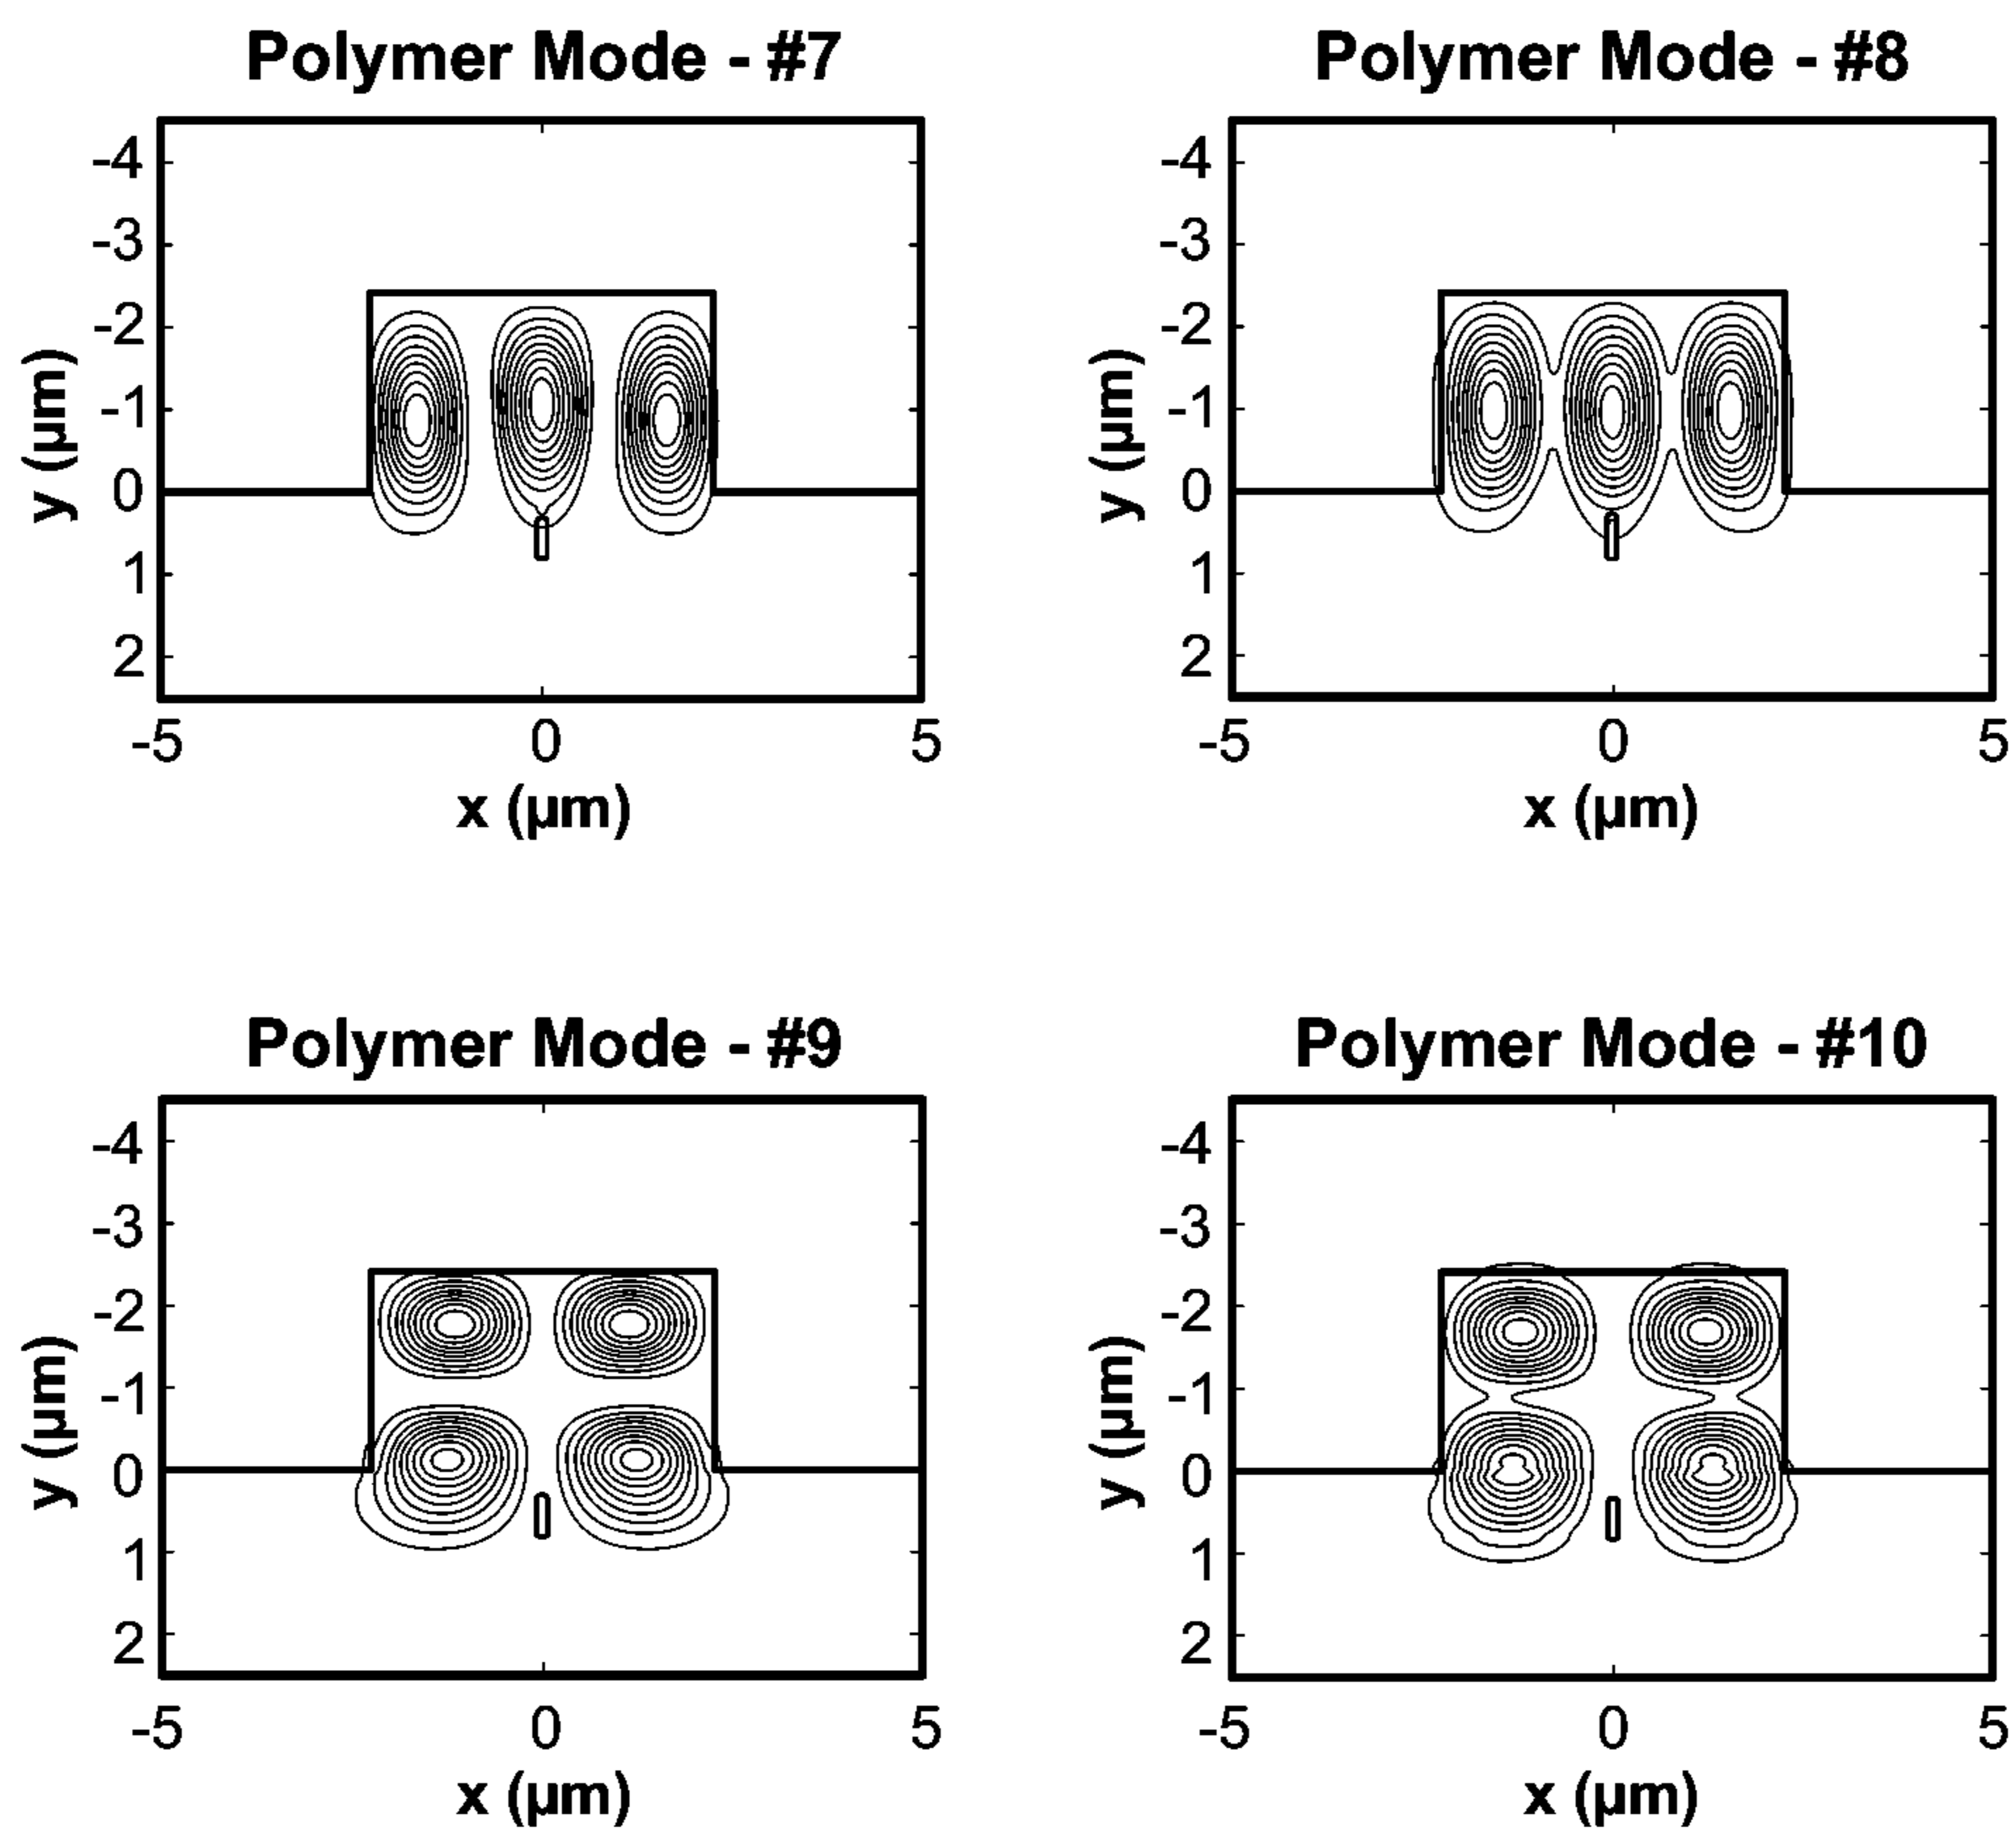 Polymer Mode - #7
-4
-3
-2
-1
0
1
2
y (µm)
-5 0 5
x (µm)
Polymer Mode - #8
-4
-3
-2
-1
0
1
2
y (µm)
-5 0 5
x (µm)
Polymer Mode - #9
-4
-3
-2
-1
0
1
2
y (µm)
-5 0 5
x (µm)
Polymer Mode - #10
-4
-3
-2
-1
0
1
2
y (µm)
-5 0 5
x (µm)